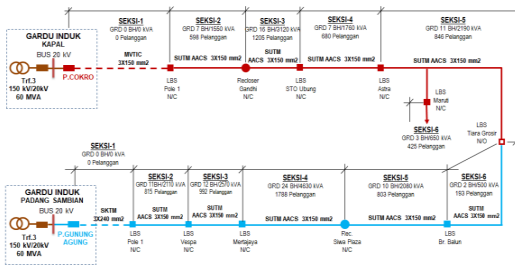 SEKSI-1
GRD 0 BH/0 kVA
0 Pelanggan
SEKSI-2
GRD 7 BH/1550 kVA
598 Pelanggan
SEKSI-3
GRD 16 BH/2120 kVA
1205 Pelanggan
SEKSI-4
GRD 7 BH/1760 kVA
680 Pelanggan
SEKSI-5
GRD 11 BH/2190 kVA
846 Pelanggan
GARDU INDUK
KAPAL
BUS 20 kV
Trf.3
150 kV/20kV
60 MVA
P.COKRO
MVTIC
3X150 mm2
SUTM
AACS 3X150 mm2
SUTM
AACS 3X150 mm2
SUTM AACS 3X150 mm2
SUTM AACS 3X150 mm2
LBS
Pole 1
N/C
Recloser
Gandhi
N/C
LBS
STO Ubung
N/C
LBS
Astra
N/C
LBS
Maruti
N/C
SEKSI-6
GRD 3 BH/650 kVA
425 Pelanggan
LBS
Tiara Grosir
N/O
SEKSI-1
GRD 0 BH/0 kVA
0 Pelanggan
SEKSI-2
GRD 11BH/2110 kVA
815 Pelanggan
SEKSI-3
GRD 12 BH/2510 kVA
992 Pelanggan
SEKSI-4
GRD 24 BH/4630 kVA
1788 Pelanggan
SEKSI-5
GRD 10 BH/2080 kVA
803 Pelanggan
SEKSI-6
GRD 2 BH/500 kVA
193 Pelanggan
GARDU INDUK
PADANG SAMBIAN
BUS 20 kV
Trf.3
150 kV/20kV
60 MVA
P.GUNUNG
AGUNG
SKTM
3X240 mm2
SUTM
AACS 3X150 mm2
SUTM
AACS 3X150 mm2
SUTM AACS 3X150 mm2
SUTM AACS 3X150 mm2
SUTM
AACS 3X150 mm2
LBS
Pole 1
N/C
LBS
Vespa
N/C
LBS
Mertajaya
N/C
Rec.
Siwa Plaza
N/C
LBS
Br. Balun
N/C